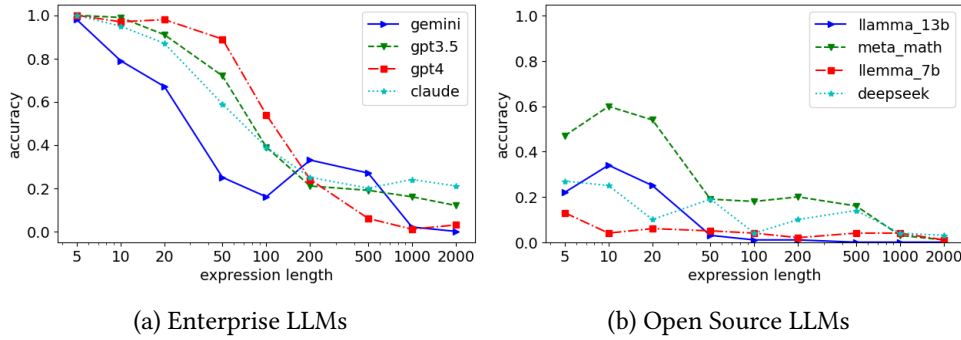 1.0
0.8
0.6
0.4
0.2
0.0
accuracy
5 10 20 50 100 200 500 1000 2000
expression length
gemini
gpt3.5
gpt4
claude
(a) Enterprise LLMs
1.0
0.8
0.6
0.4
0.2
0.0
accuracy
5 10 20 50 100 200 500 1000 2000
expression length
llamma_13b
meta_math
llemma_7b
deepseek
(b) Open Source LLMs